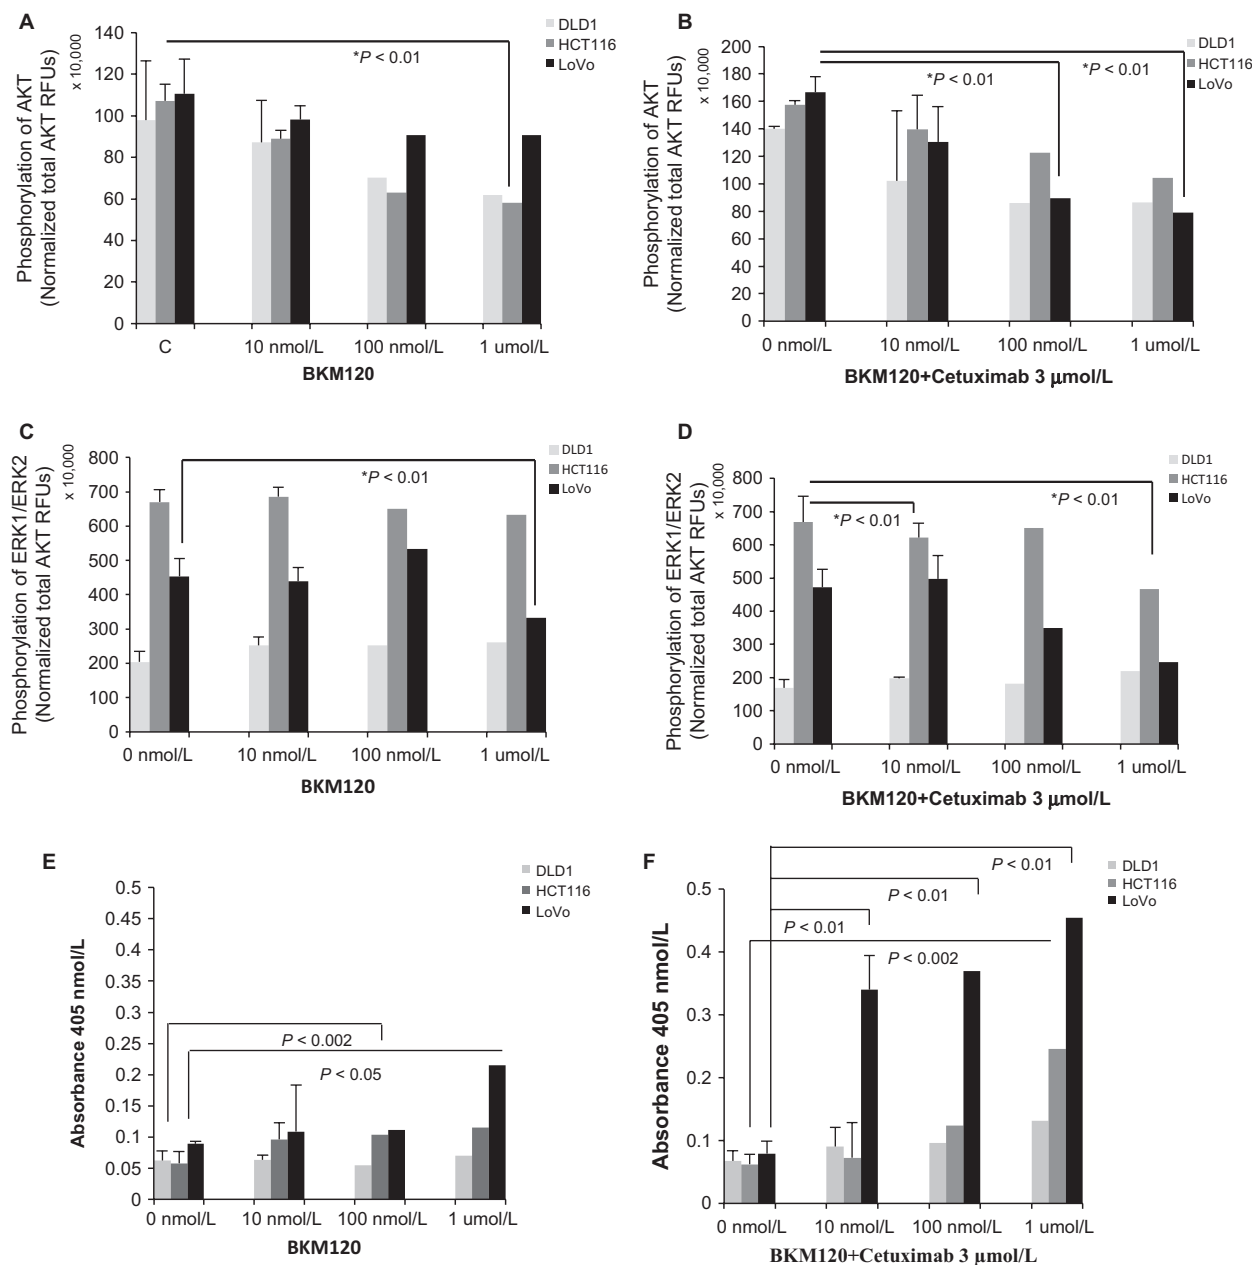 A
Phosphorylation of AKT
(Normalized total AKT RFUs)
x 10,000
140
120
100
80
60
40
20
0
*P < 0.01
DLD1
HCT116
LoVo
C
10 nmol/L
100 nmol/L
1 umol/L
BKM120
B
Phosphorylation of AKT
(Normalized total AKT RFUs)
x 10,000
200
180
160
140
120
100
80
60
40
20
0
*P < 0.01
*P < 0.01
DLD1
HCT116
LoVo
0 nmol/L
10 nmol/L
100 nmol/L
1 umol/L
BKM120+Cetuximab 3 µmol/L
C
Phosphorylation of ERK1/ERK2
(Normalized total AKT RFUs)
x 10,000
800
700
600
500
400
300
200
100
0
*P < 0.01
DLD1
HCT116
LoVo
0 nmol/L
10 nmol/L
100 nmol/L
1 umol/L
BKM120
D
Phosphorylation of ERK1/ERK2
(Normalized total AKT RFUs)
x 10,000
800
700
600
500
400
300
200
100
0
*P < 0.01
*P < 0.01
DLD1
HCT116
LoVo
0 nmol/L
10 nmol/L
100 nmol/L
1 umol/L
BKM120+Cetuximab 3 µmol/L
E
Absorbance 405 nmol/L
0.5
0.45
0.4
0.35
0.3
0.25
0.2
0.15
0.1
0.05
0
P < 0.002
P < 0.05
DLD1
HCT116
LoVo
0 nmol/L
10 nmol/L
100 nmol/L
1 umol/L
BKM120
F
Absorbance 405 nmol/L
0.5
0.4
0.3
0.2
0.1
0
P < 0.01
P < 0.01
P < 0.01
P < 0.002
DLD1
HCT116
LoVo
0 nmol/L
10 nmol/L
100 nmol/L
1 umol/L
BKM120+Cetuximab 3 µmol/L